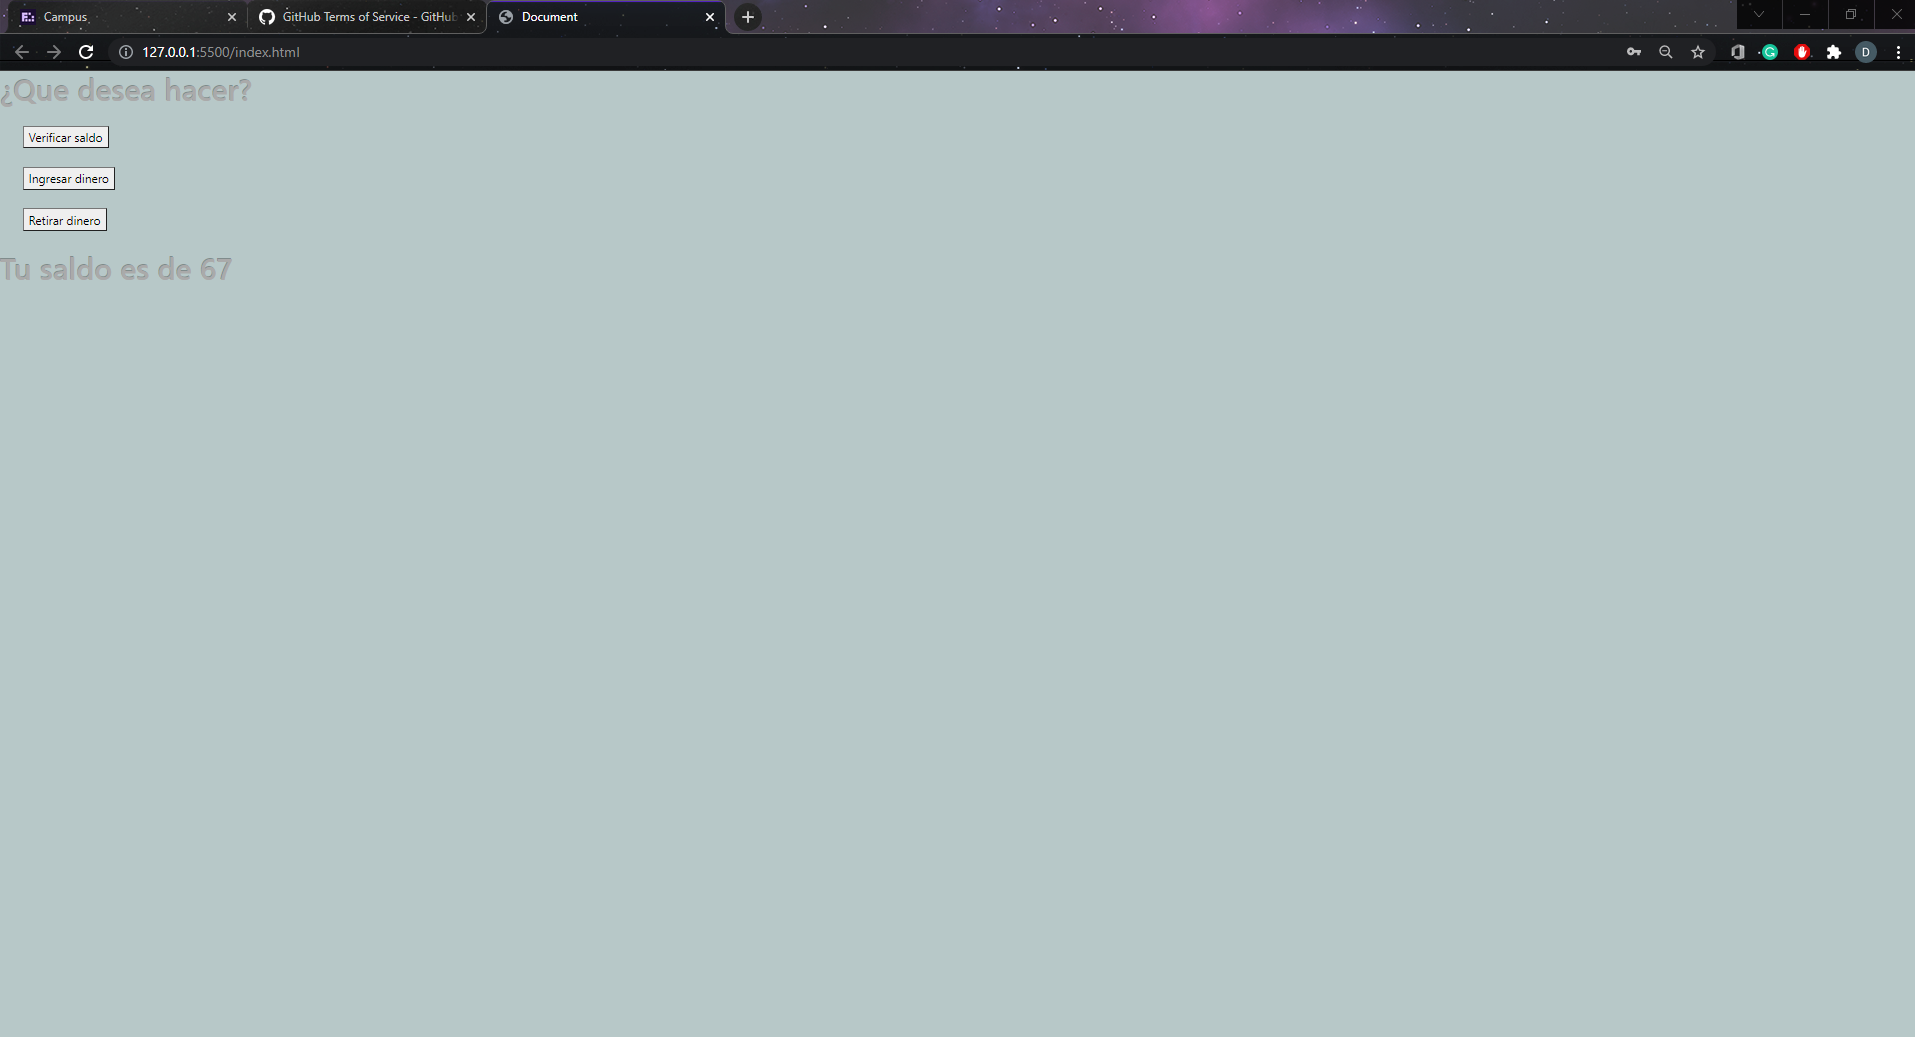 Campus
GitHub Terms of Service - GitHub
Document
127.0.0.1:5500/index.html
D
¿Que desea hacer?
Verificar saldo
Ingresar dinero
Retirar dinero
Tu saldo es de 67